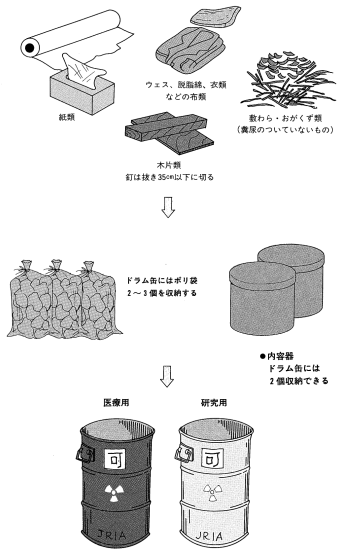 紙類
ウェス、脱脂綿、衣類
などの布類
敷わら・おがくず類
（糞尿のついていないもの）
木片類
釘は抜き35cm以下に切る
ドラム缶にはポリ袋
2～3個を収納する
●内容器
ドラム缶には
2個収納できる
医療用
研究用
可
可
JRIA
JRIA